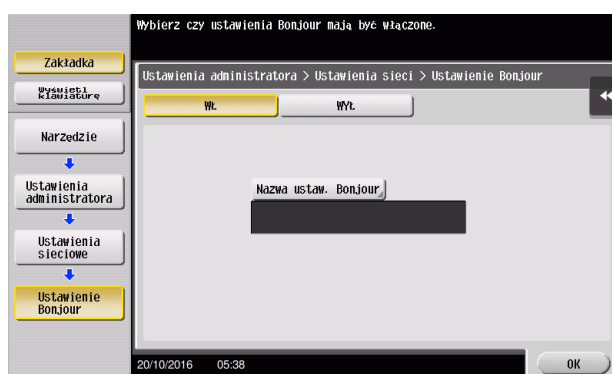 Wybierz czy ustawienia Bonjour mają być włączone.
Zakładka
Wyświetl
klawiaturę
Narzędzie
Ustawienia
administratora
Ustawienia
sieciowe
Ustawienie
Bonjour
Ustawienia administratora > Ustawienia sieci > Ustawienie Bonjour
WŁ. WYŁ.
Nazwa ustaw. Bonjour
20/10/2016 05:38
OK